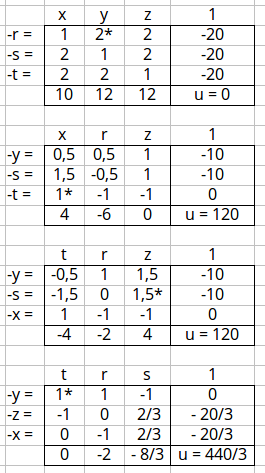 x y z 1
-r = 1 2* 2 -20
-s = 2 1 2 -20
-t = 2 2 1 -20
10 12 12 u = 0
x r z 1
-y = 0,5 0,5 1 -10
-s = 1,5 -0,5 1 -10
-t = 1* -1 -1 0
4 -6 0 u = 120
t r z 1
-y = -0,5 1 1,5 -10
-s = -1,5 0 1,5* -10
-x = 1 -1 -1 0
-4 -2 4 u = 120
t r s 1
-y = 1* 1 -1 0
-z = -1 0 2/3 - 20/3
-x = 0 -1 2/3 - 20/3
0 -2 - 8/3 u = 440/3